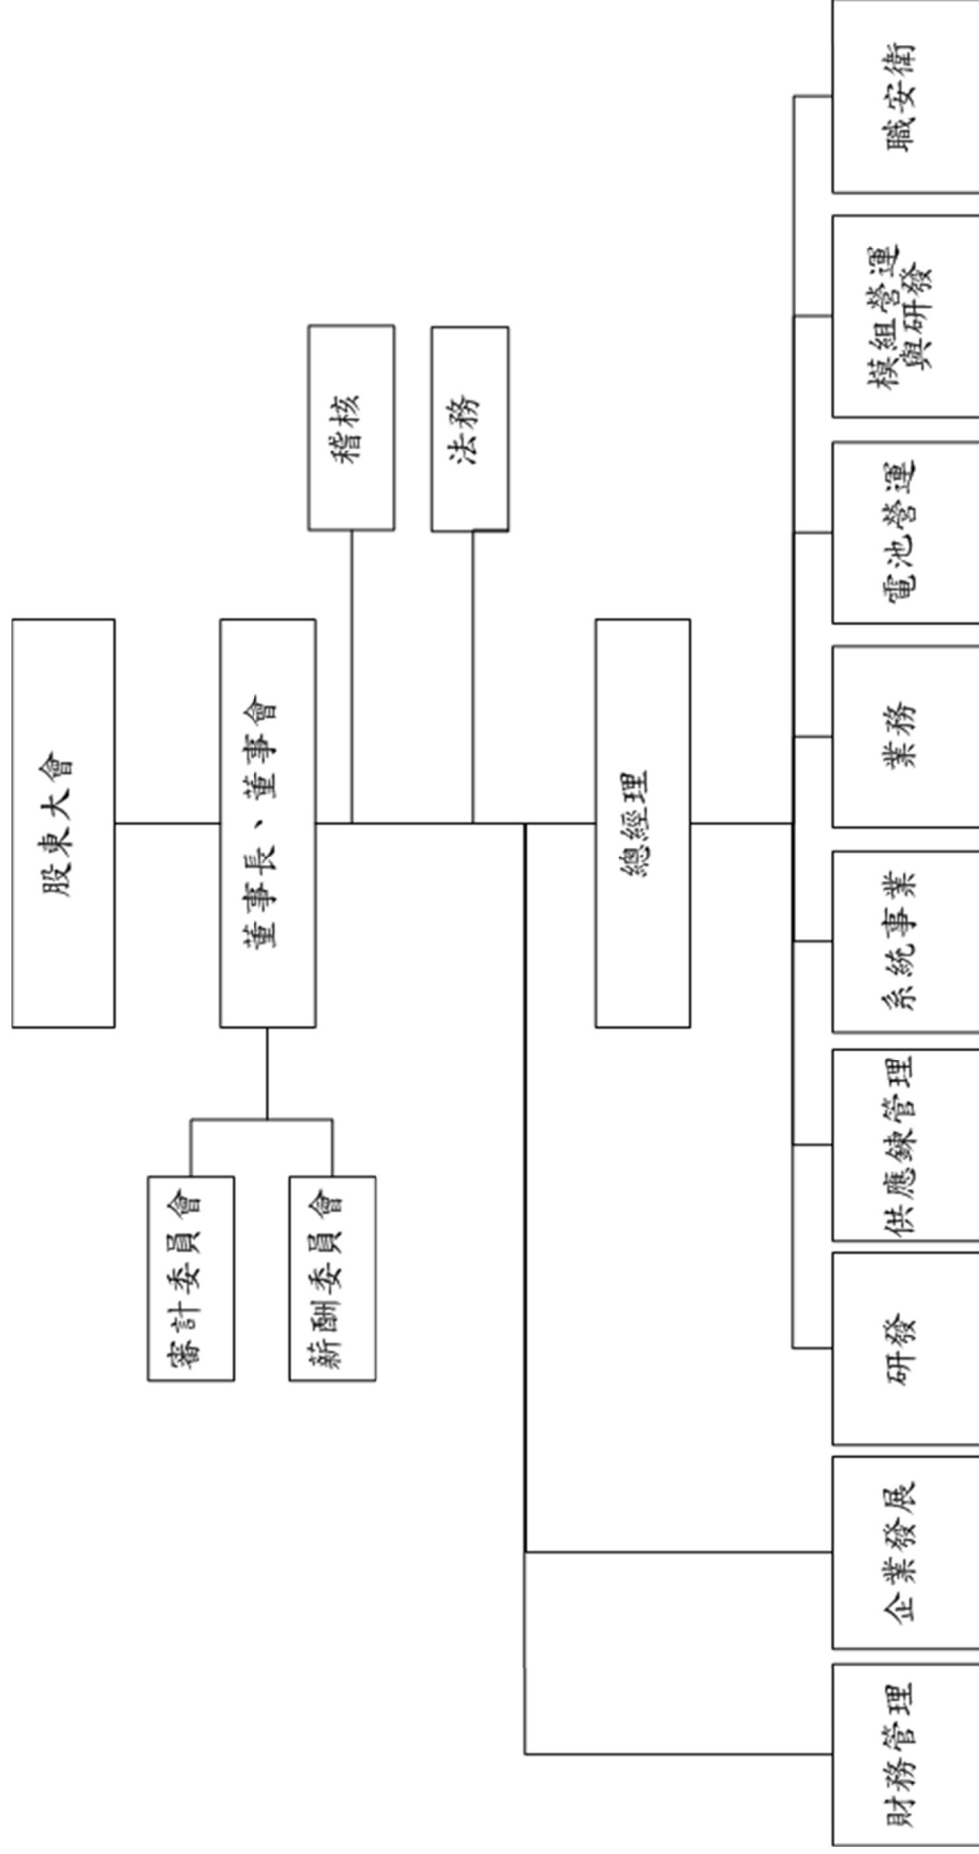 股東大會
董事長、董事會
審計委員會
薪酬委員會
稽核
法務
總經理
財務管理
企業發展
研發
供應鍊管理
系統事業
業務
電池營運
模組營運
與研發
職安衛